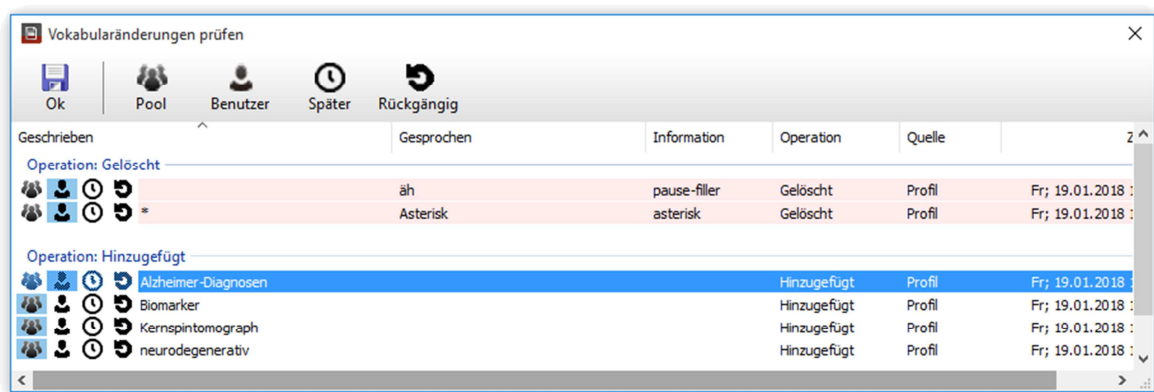 Vokabularänderungen prüfen
Ok Pool Benutzer Später Rückgängig
Geschrieben Gesprochen Information Operation Quelle Z
Operation: Gelöscht
äh pause-filler Gelöscht Profil Fr; 19.01.2018
* Asterisk asterisk Gelöscht Profil Fr; 19.01.2018
Operation: Hinzugefügt
Alzheimer-Diagnosen Hinzugefügt Profil Fr; 19.01.2018
Biomarker Hinzugefügt Profil Fr; 19.01.2018
Kernspintomograph Hinzugefügt Profil Fr; 19.01.2018
neurodegenerativ Hinzugefügt Profil Fr; 19.01.2018